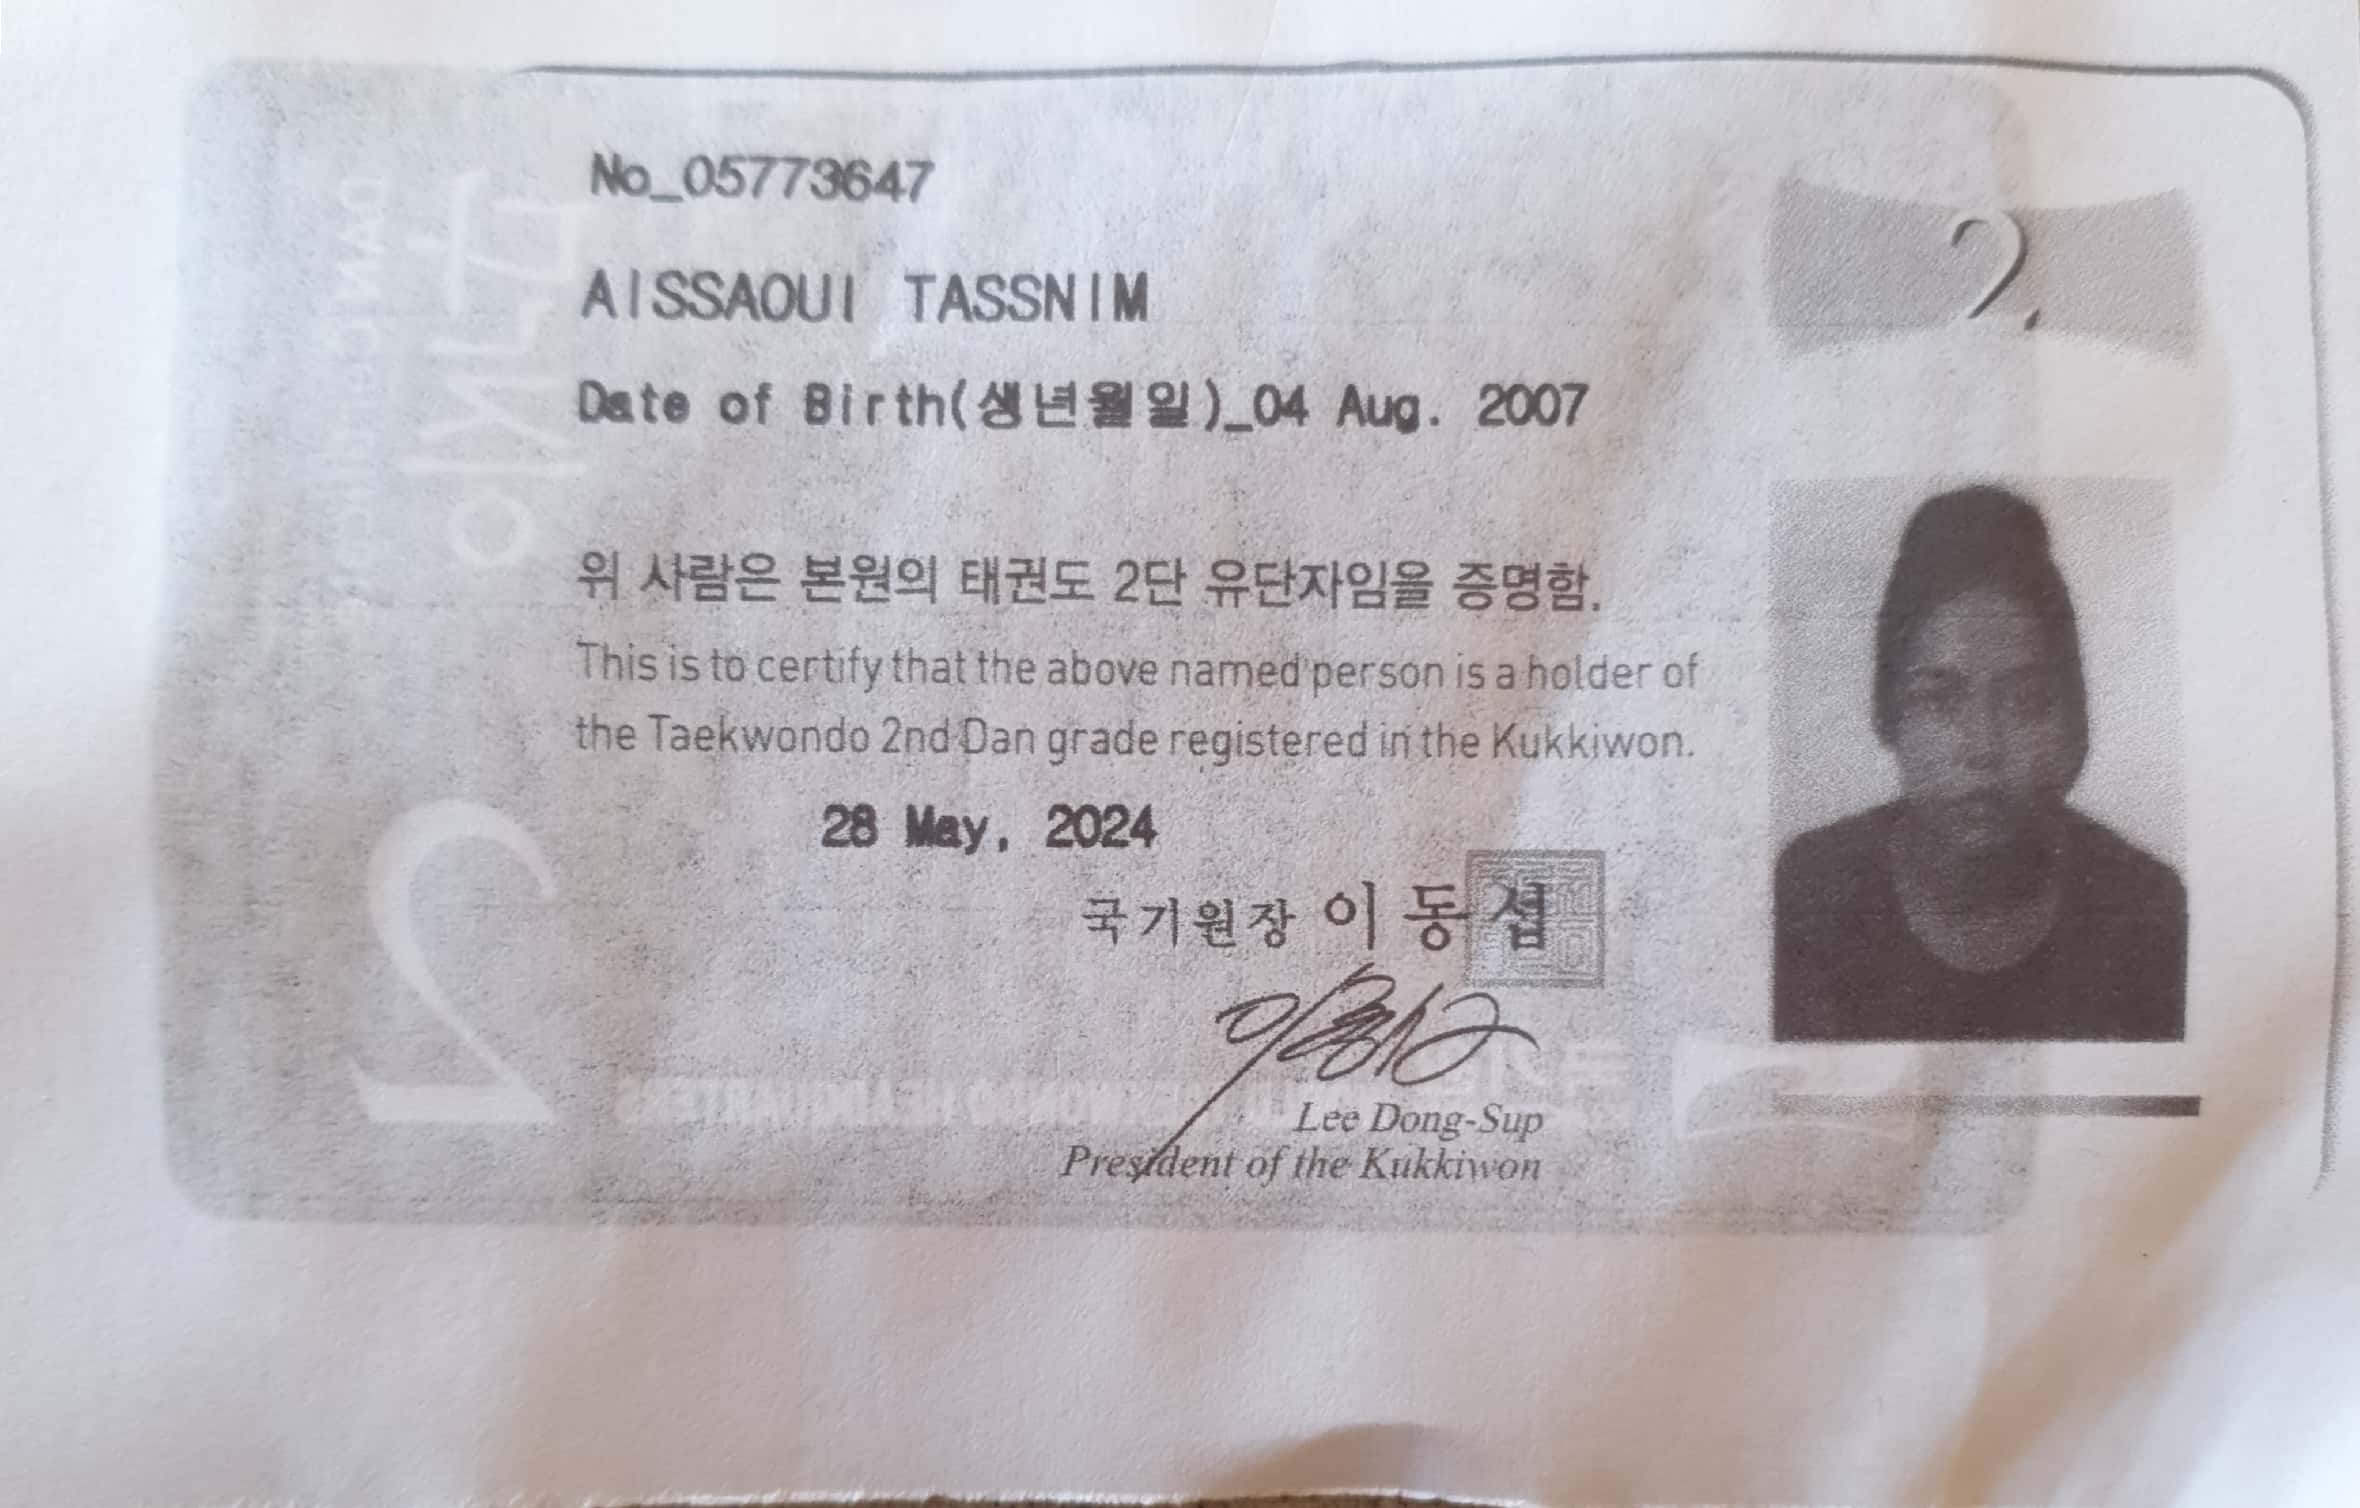 No_05773647
AISSAOUI TASSNIM
2.
Date of Birth(생년월일)_04 Aug. 2007
위 사람은 본원의 태권도 2단 유단자임을 증명함.
This is to certify that the above named person is a holder of
the Taekwondo 2nd Dan grade registered in the Kukkiwon.
28 May, 2024
국기원장 이동섭
Lee Dong-Sup
President of the Kukkiwon